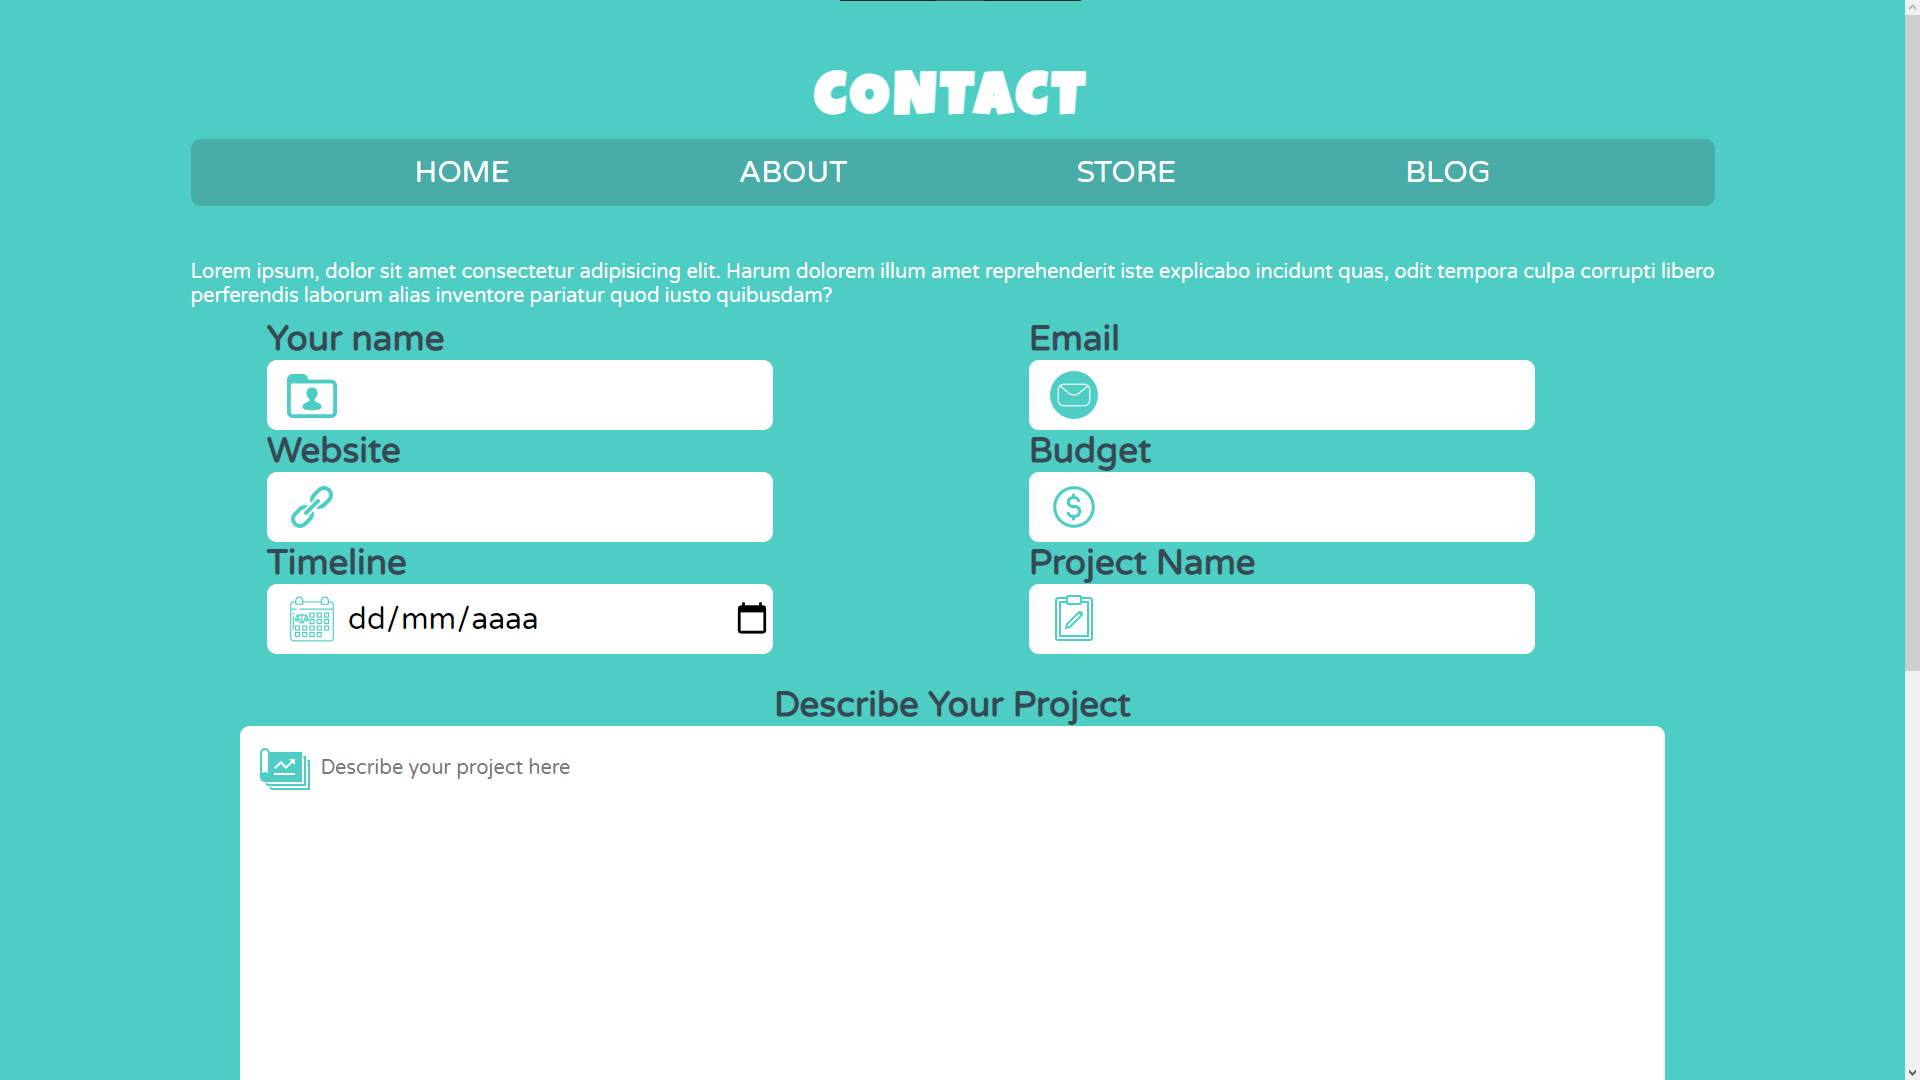 CONTACT
HOME ABOUT STORE BLOG
Lorem ipsum, dolor sit amet consectetur adipisicing elit. Harum dolorem illum amet reprehenderit iste explicabo incidunt quas, odit tempora culpa corrupti libero
perferendis laborum alias inventore pariatur quod iusto quibusdam?
Your name
Email
Website
Budget
Timeline
Project Name
dd/mm/aaaa
Describe Your Project
Describe your project here